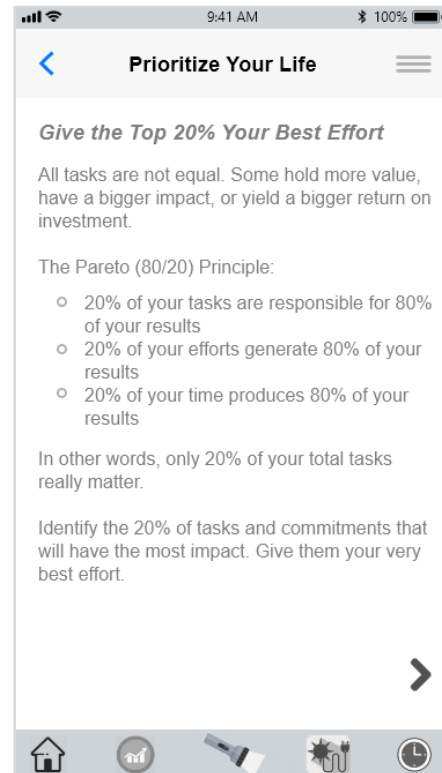 9:41 AM
100%
Prioritize Your Life
Give the Top 20% Your Best Effort
All tasks are not equal. Some hold more value,
have a bigger impact, or yield a bigger return on
investment.
The Pareto (80/20) Principle:
20% of your tasks are responsible for 80%
of your results
20% of your efforts generate 80% of your
results
20% of your time produces 80% of your
results
In other words, only 20% of your total tasks
really matter.
Identify the 20% of tasks and commitments that
will have the most impact. Give them your very
best effort.